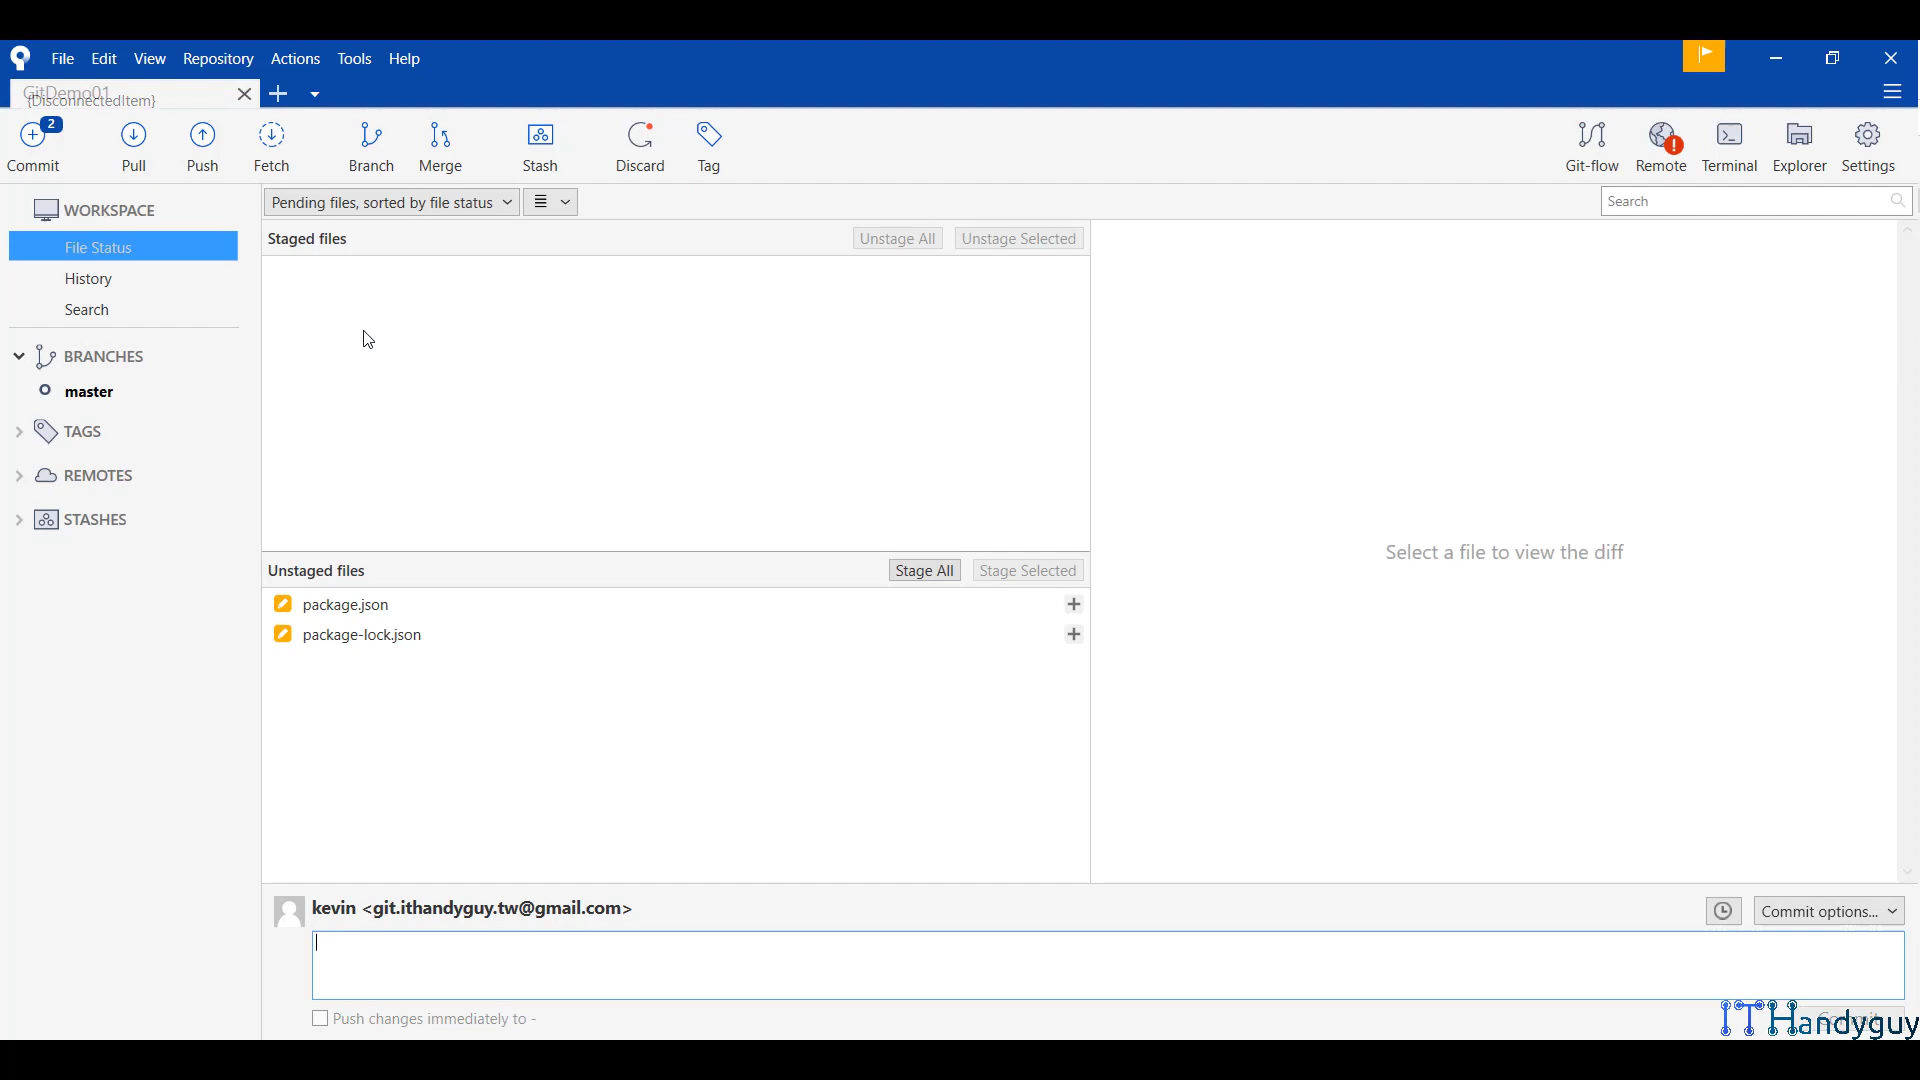 File Edit View Repository Actions Tools Help
GitDemo01
{DisconnectedItem}
2
Commit Pull Push Fetch Branch Merge Stash Discard Tag Git-flow Remote Terminal Explorer Settings
WORKSPACE
File Status
History
Search
BRANCHES
master
TAGS
REMOTES
STASHES
Pending files, sorted by file status
Search
Staged files
Unstage All Unstage Selected
Unstaged files
Stage All Stage Selected
package.json
package-lock.json
Select a file to view the diff
kevin <git.ithandyguy.tw@gmail.com>
Commit options...
Push changes immediately to -
Commit
ITHandyguy